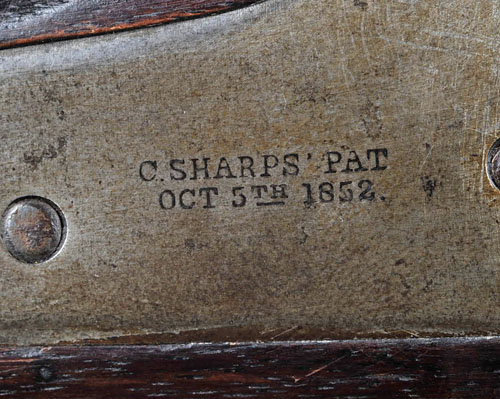 C. SHARPS' PAT
OCT 5TH 1852.